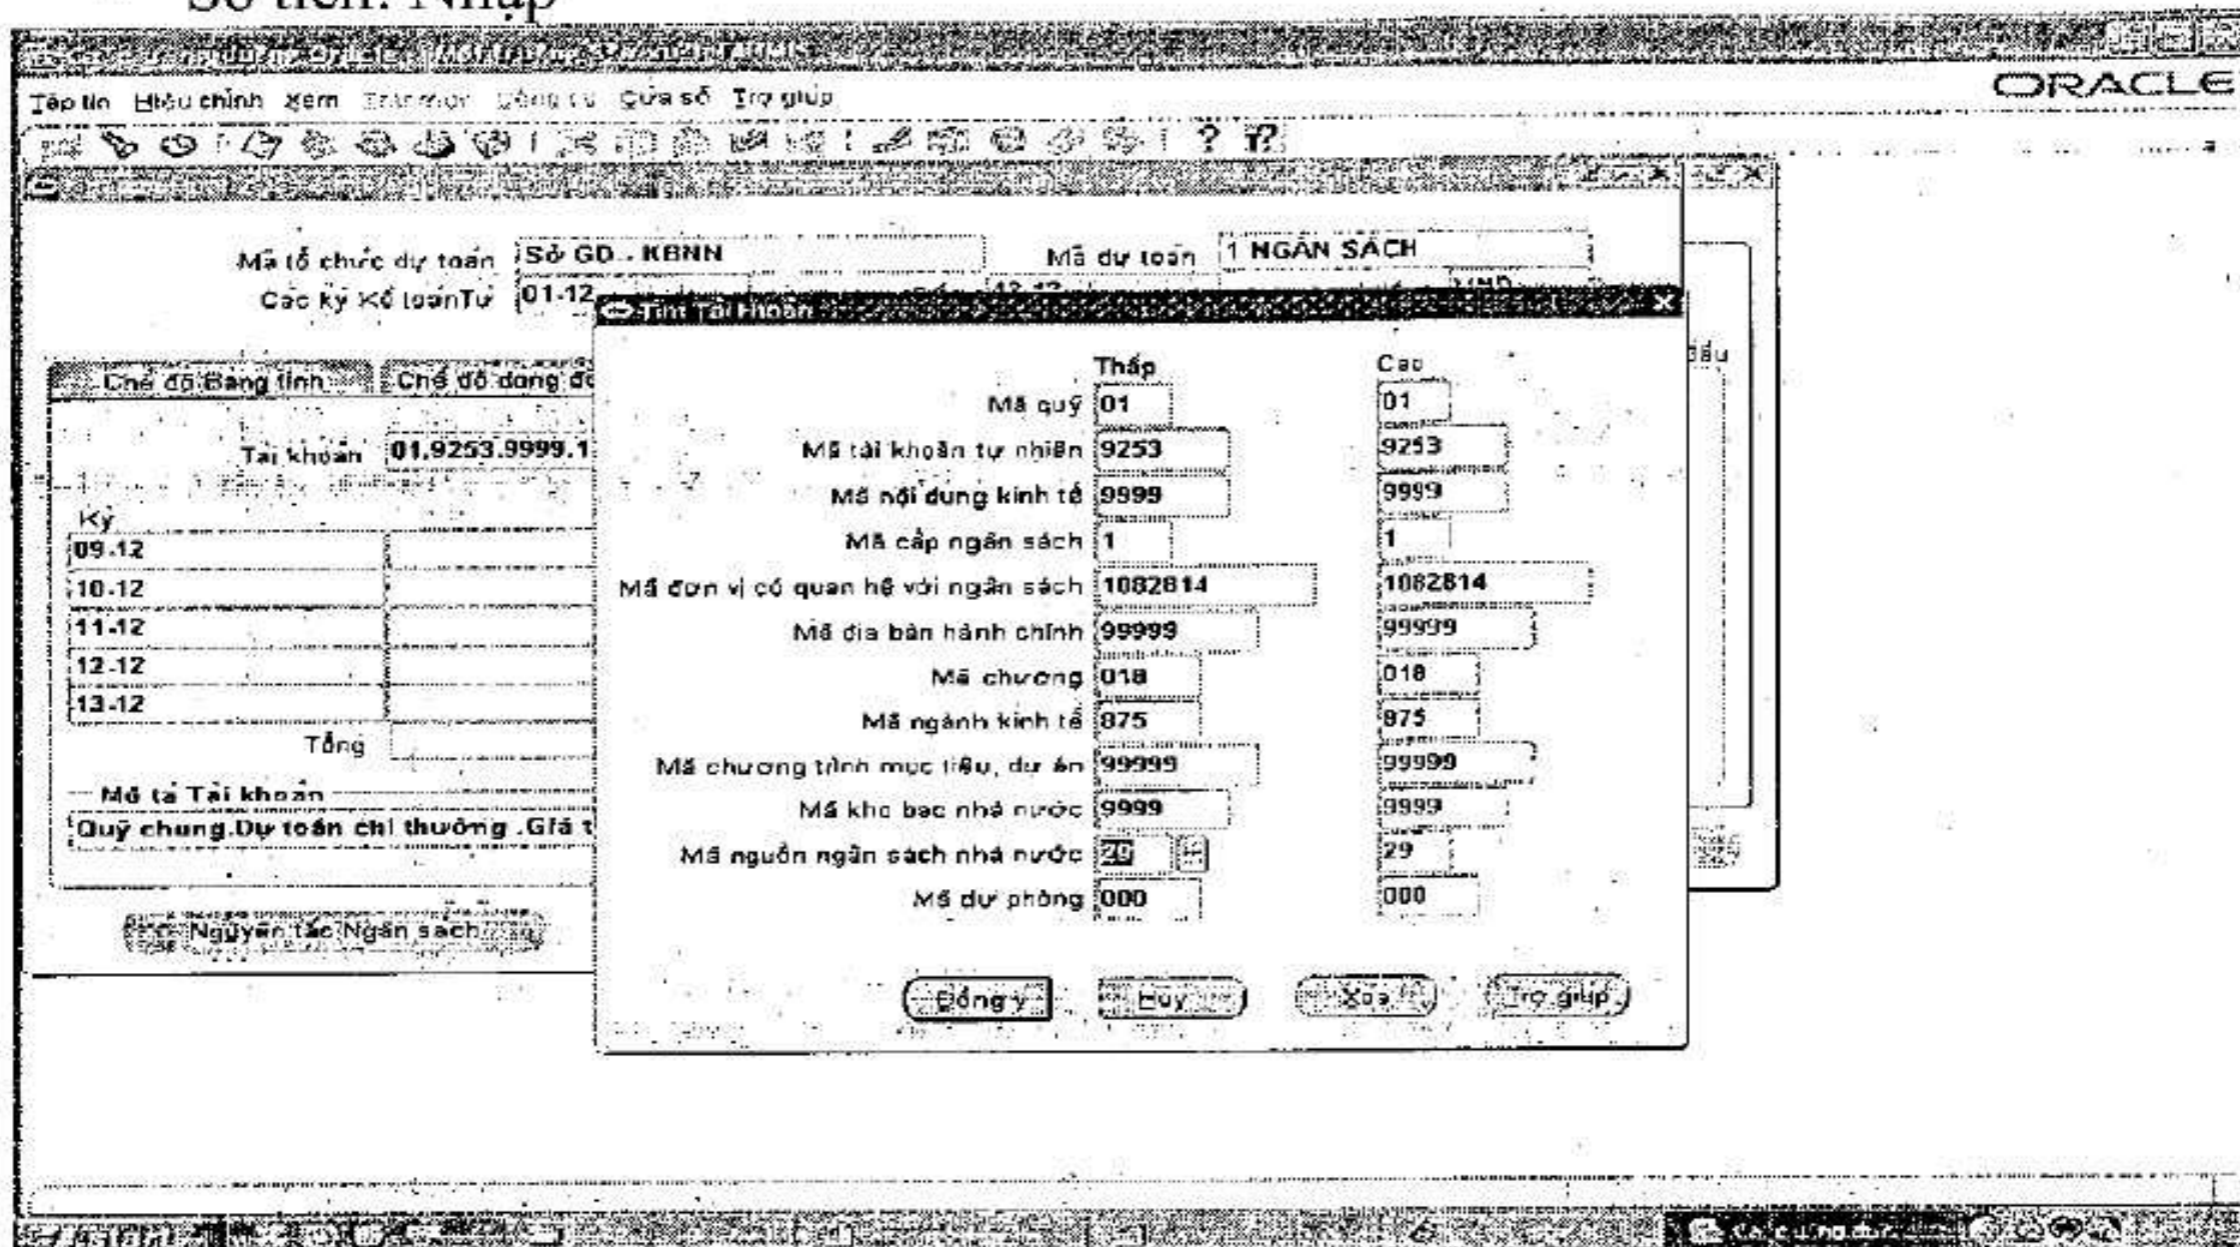 Số tiền: Nhập
ORACLE
Tệp tin Hiệu chỉnh Xem Thư mục Công cụ Cửa sổ Trợ giúp
Mã tổ chức dự toán Sở GD.. KBNN Mã dự toán 1 NGÂN SÁCH
Các kỳ Kế toánTừ 01-12
Tìm Tài khoản
Chế độ Bảng tính Chế độ dòng
Thấp Cao
Mã quỹ 01 01
Tài khoản 01.9253.9999.1
Mã tài khoản tự nhiên 9253 9253
Mã nội dung kinh tế 9999 9999
Kỳ
09-12
10-12
11-12
12-12
13-12
Tổng
Mã cấp ngân sách 1 1
Mã đơn vị có quan hệ với ngân sách 1082814 1082814
Mã địa bàn hành chính 99999 99999
Mã chương 018 018
Mã ngành kinh tế 875 875
Mã chương trình mục tiêu, dự án 99999 99999
Mã kho bạc nhà nước 9999 9999
Mã nguồn ngân sách nhà nước 29 29
Mã dự phòng 000 000
Mô tả Tài khoản
Quỹ chung.Dự toán chi thường .Giá t
Nguyên tắc Ngân sách
Đồng ý Hủy Xóa Trợ giúp